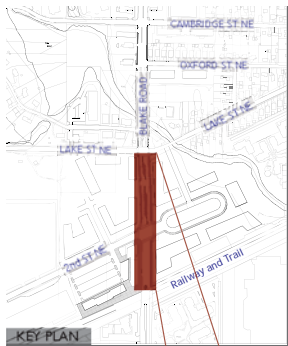 CAMBRIDGE ST NE
OXFORD ST. NE
BLAKE ROAD
LAKE ST NE
LAKE ST NE
2nd ST NE
Railway and Trail
KEY PLAN